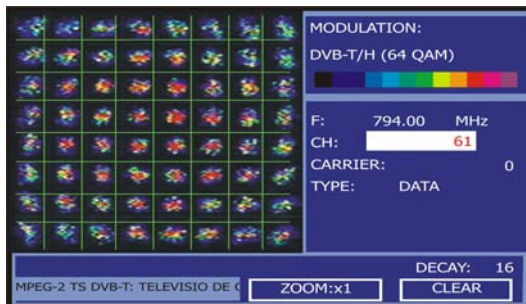 MODULATION:
DVB-T/H (64 QAM)
F: 794.00 MHz
CH: 61
CARRIER: 0
TYPE: DATA
DECAY: 16
MPEG-2 TS DVB-T: TELEVISIO DE
ZOOM:x1
CLEAR